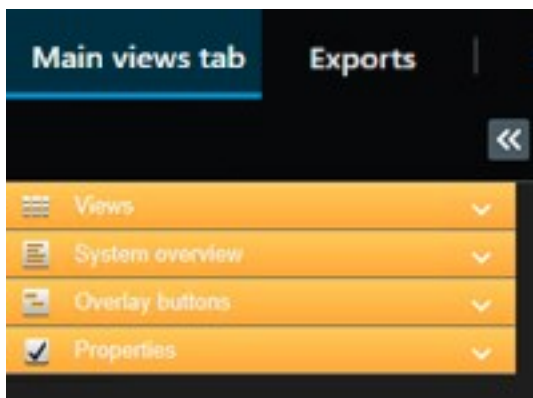 Main views tab Exports
Views
System overview
Overlay buttons
Properties